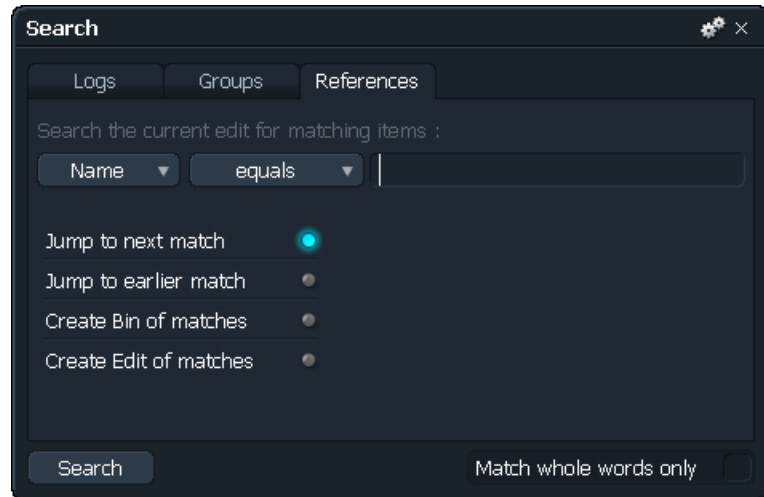 Search
Logs Groups References
Search the current edit for matching items :
Name equals
Jump to next match
Jump to earlier match
Create Bin of matches
Create Edit of matches
Search Match whole words only